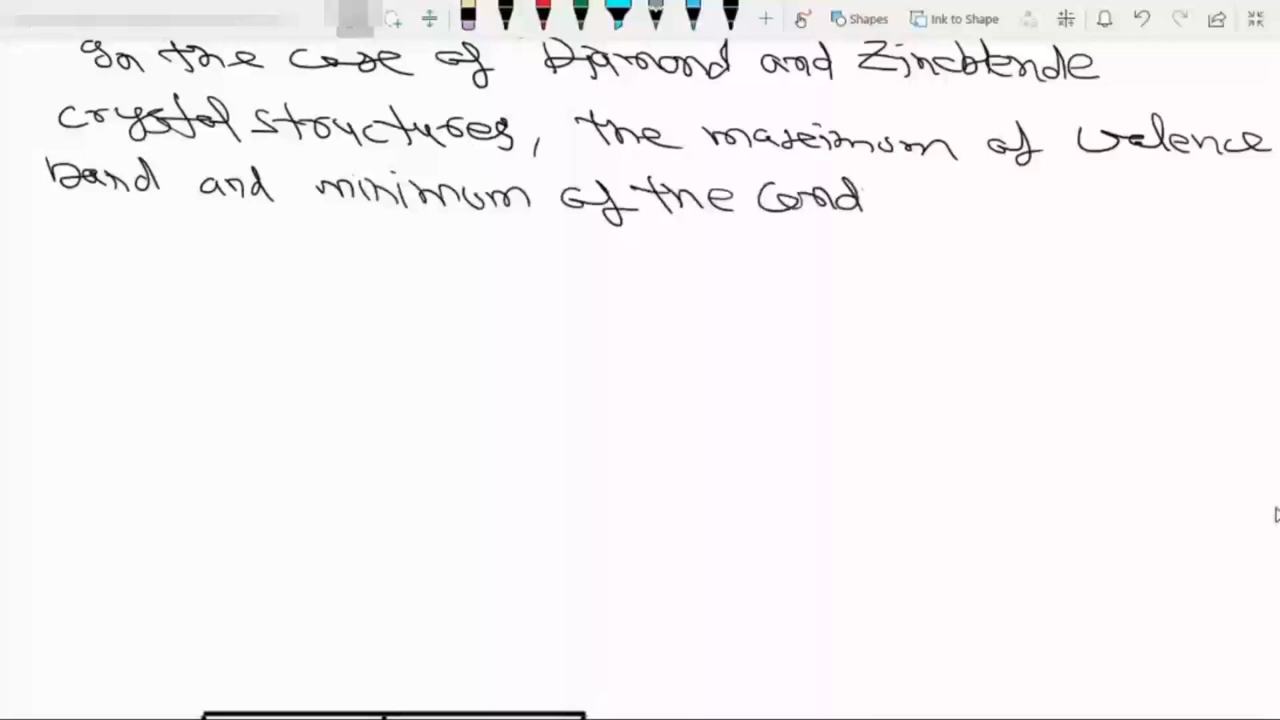 Shapes Ink to Shape
In the case of Diamond and Zincblende
crystal structures, the maximum of valence
band and minimum of the cond